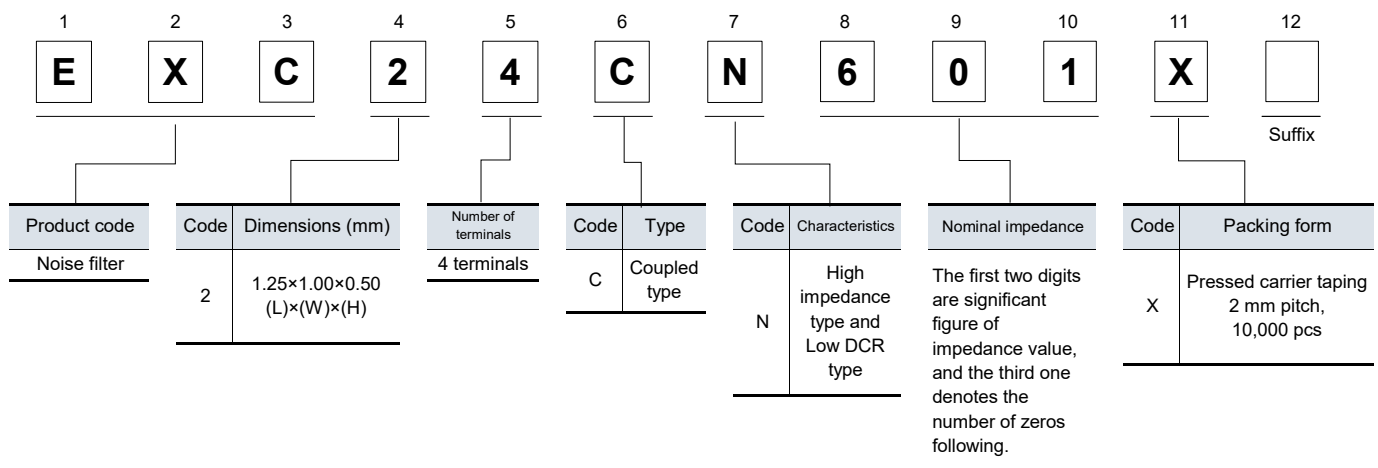 1 2 3 4 5 6 7 8 9 10 11 12
E X C 2 4 C N 6 0 1 X
Suffix
Product code
Noise filter
Code Dimensions (mm)
2
1.25×1.00×0.50
(L)×(W)×(H)
Number of
terminals
4 terminals
Code Type
C
Coupled
type
Code Characteristics
N
High
impedance
type and
Low DCR
type
Nominal impedance
The first two digits
are significant
figure of
impedance value,
and the third one
denotes the
number of zeros
following.
Code Packing form
X
Pressed carrier taping
2 mm pitch,
10,000 pcs